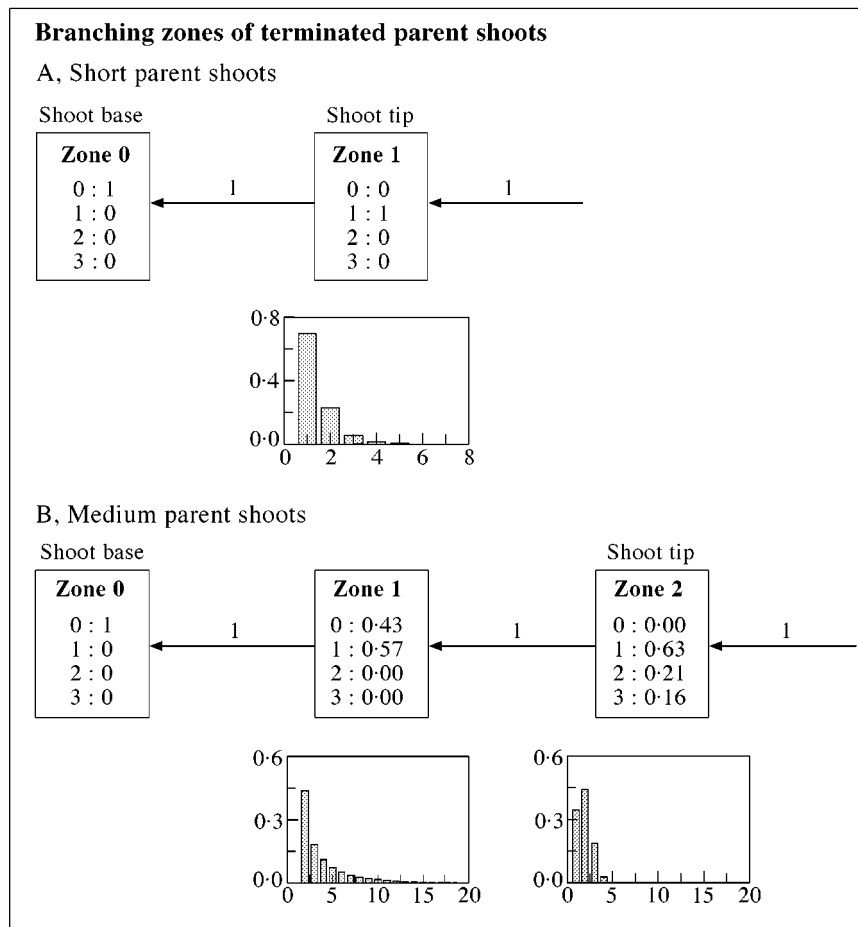 Branching zones of terminated parent shoots
A, Short parent shoots
Shoot base
Shoot tip
Zone 0
0 : 1
1 : 0
2 : 0
3 : 0
1
Zone 1
0 : 0
1 : 1
2 : 0
3 : 0
1
0·8
0·4
0·0
0 2 4 6 8
B, Medium parent shoots
Shoot base
Shoot tip
Zone 0
0 : 1
1 : 0
2 : 0
3 : 0
1
Zone 1
0 : 0·43
1 : 0·57
2 : 0·00
3 : 0·00
1
Zone 2
0 : 0·00
1 : 0·63
2 : 0·21
3 : 0·16
1
0·6
0·3
0·0
0 5 10 15 20
0·6
0·3
0·0
0 5 10 15 20